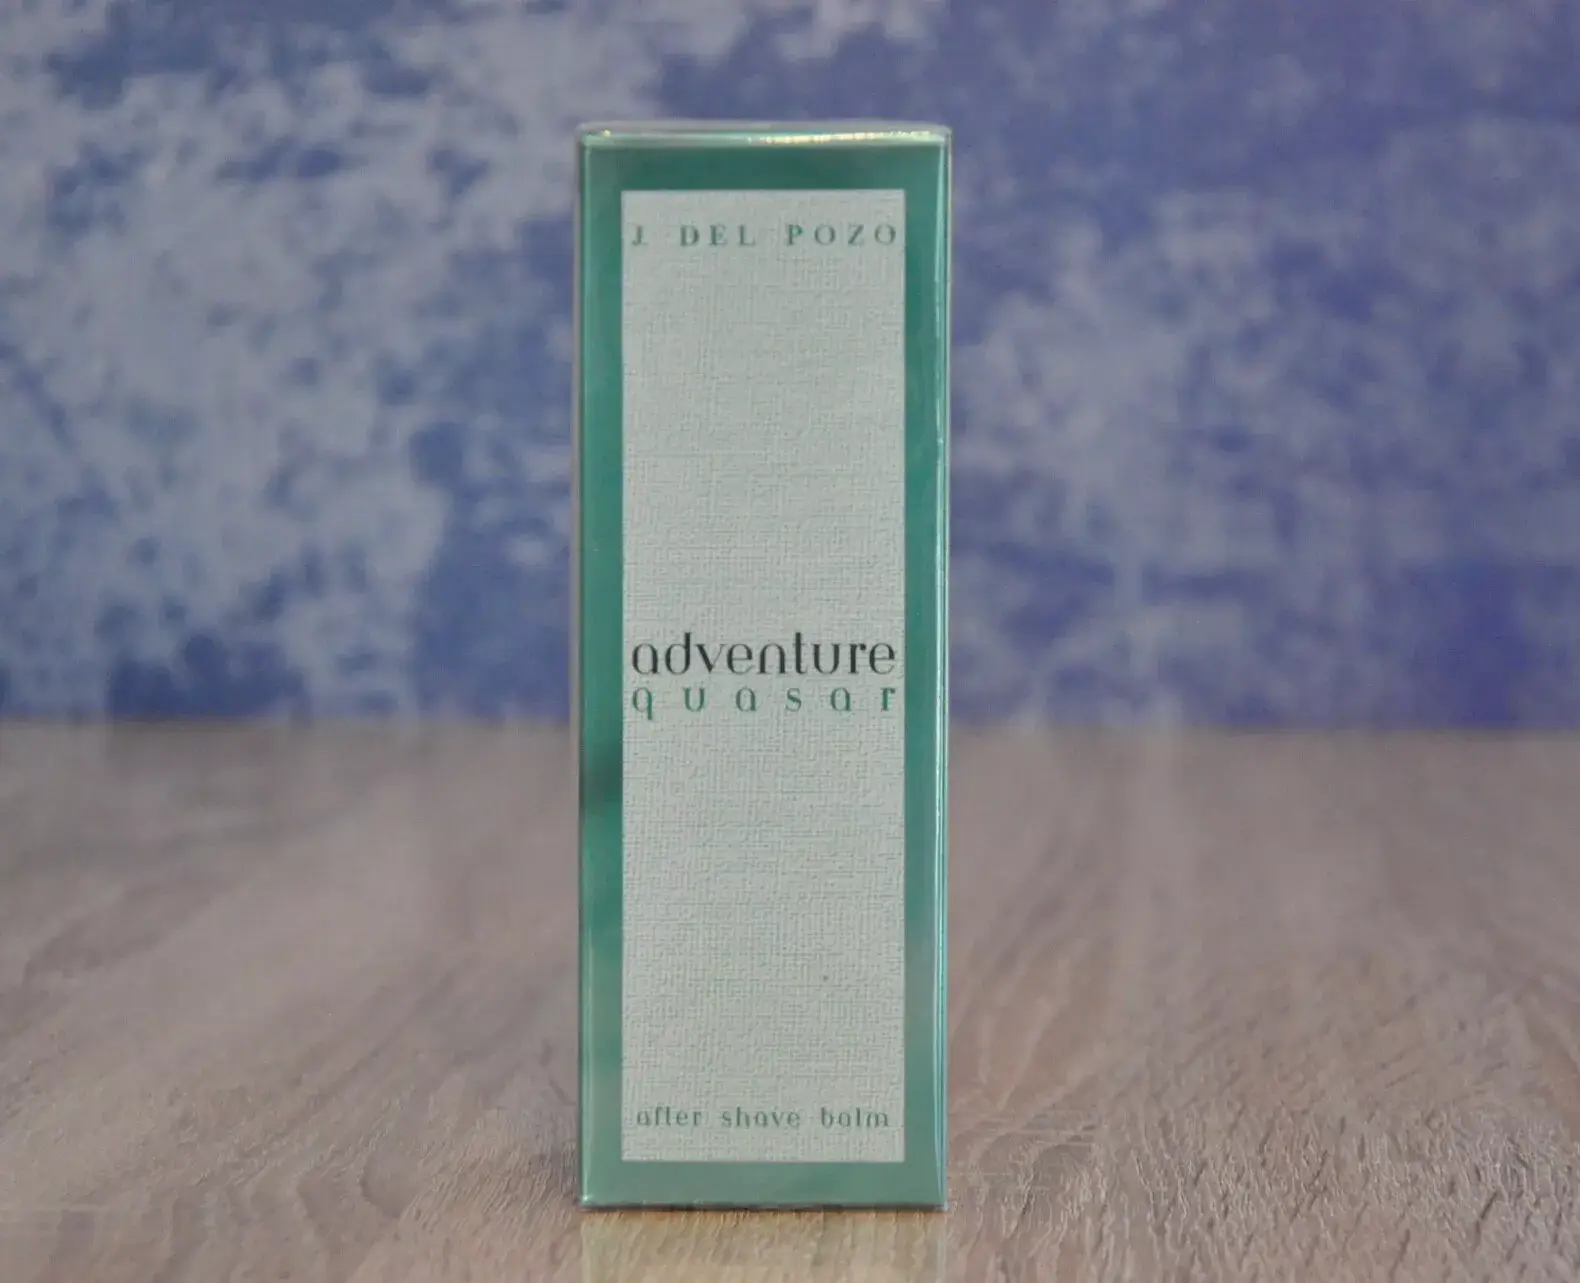 J. DEL POZO
adventure
quasar
after shave balm